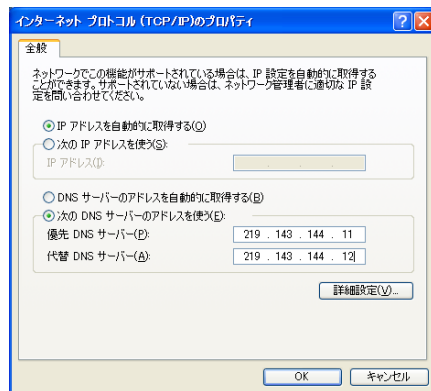 インターネット プロトコル (TCP/IP)のプロパティ
全般
ネットワークでこの機能がサポートされている場合は、IP 設定を自動的に取得する
ことができます。サポートされていない場合は、ネットワーク管理者に適切な IP 設
定を問い合わせてください。
IP アドレスを自動的に取得する(O)
次の IP アドレスを使う(S):
IP アドレス(I):
DNS サーバーのアドレスを自動的に取得する(B)
次の DNS サーバーのアドレスを使う(E):
優先 DNS サーバー(P): 219 . 143 . 144 . 11
代替 DNS サーバー(A): 219 . 143 . 144 . 12
詳細設定(V)...
OK キャンセル